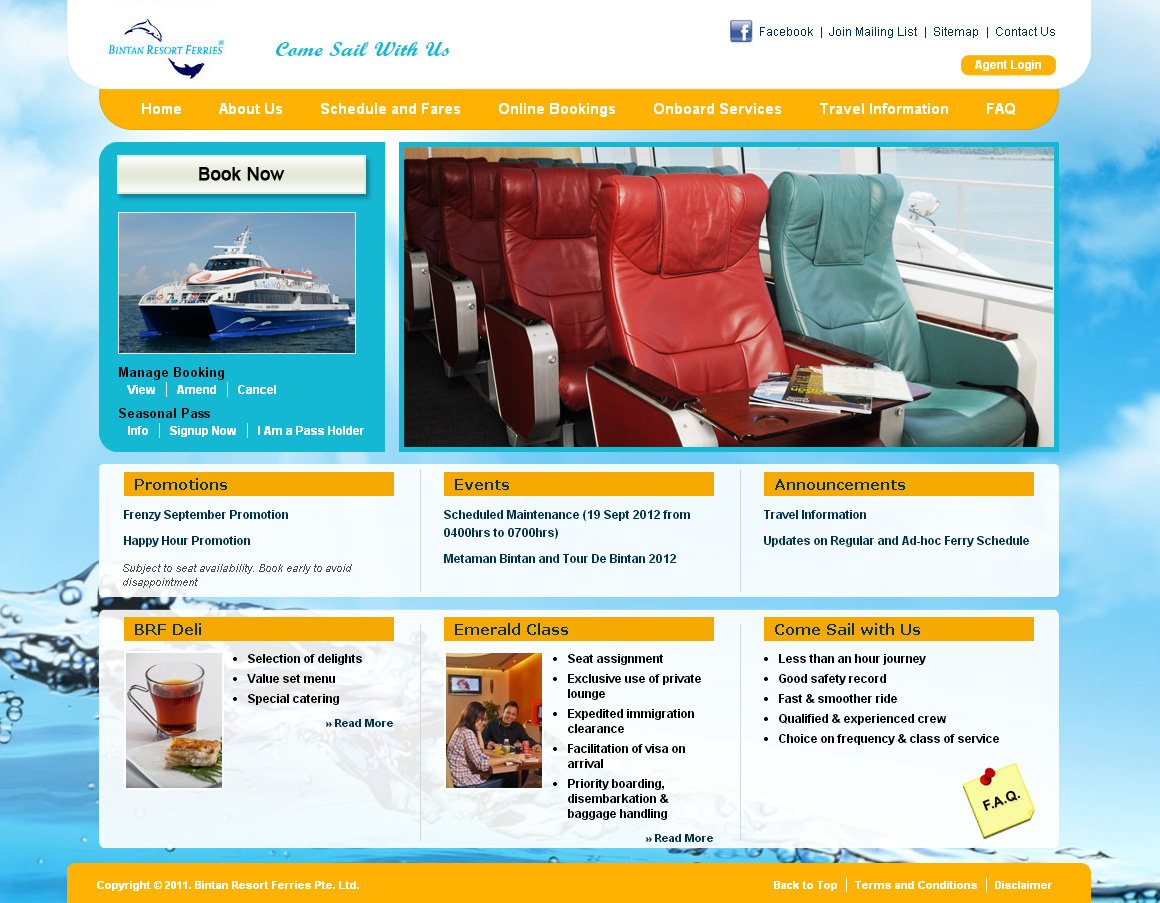 BINTAN RESORT FERRIES®
Come Sail With Us
Facebook | Join Mailing List | Sitemap | Contact Us
Agent Login
Home About Us Schedule and Fares Online Bookings Onboard Services Travel Information FAQ
Book Now
Manage Booking
View | Amend | Cancel
Seasonal Pass
Info | Signup Now | I Am a Pass Holder
Promotions
Frenzy September Promotion
Happy Hour Promotion
Subject to seat availability. Book early to avoid
disappointment
Events
Scheduled Maintenance (19 Sept 2012 from
0400hrs to 0700hrs)
Metaman Bintan and Tour De Bintan 2012
Announcements
Travel Information
Updates on Regular and Ad-hoc Ferry Schedule
BRF Deli
• Selection of delights
• Value set menu
• Special catering
» Read More
Emerald Class
• Seat assignment
• Exclusive use of private
lounge
• Expedited immigration
clearance
• Facilitation of visa on
arrival
• Priority boarding,
disembarkation &
baggage handling
» Read More
Come Sail with Us
• Less than an hour journey
• Good safety record
• Fast & smoother ride
• Qualified & experienced crew
• Choice on frequency & class of service
F.A.Q.
Copyright © 2011. Bintan Resort Ferries Pte. Ltd.
Back to Top | Terms and Conditions | Disclaimer